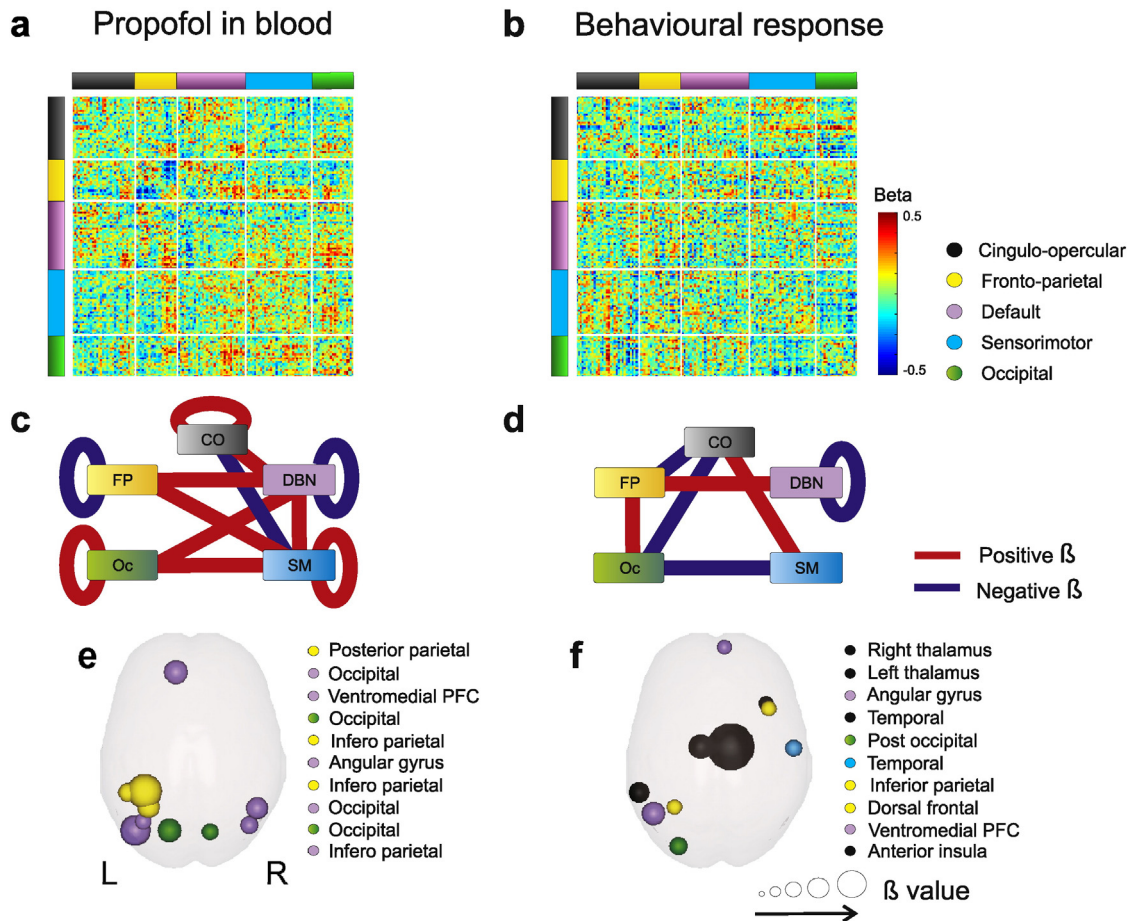 a Propofol in blood
b Behavioural response
Beta
0.5
-0.5
Cingulo-opercular
Fronto-parietal
Default
Sensorimotor
Occipital
c
CO
FP
DBN
Oc
SM
d
CO
FP
DBN
Oc
SM
Positive ß
Negative ß
e
L
R
Posterior parietal
Occipital
Ventromedial PFC
Occipital
Infero parietal
Angular gyrus
Infero parietal
Occipital
Occipital
Infero parietal
f
Right thalamus
Left thalamus
Angular gyrus
Temporal
Post occipital
Temporal
Inferior parietal
Dorsal frontal
Ventromedial PFC
Anterior insula
ß value